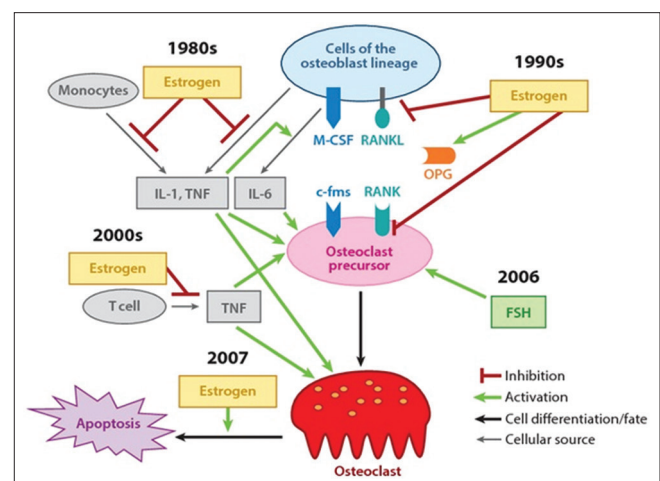 1980s
Cells of the
osteoblast lineage
1990s
Monocytes
Estrogen
Estrogen
M-CSF
RANKL
OPG
IL-1, TNF
IL-6
c-fms
RANK
2000s
Estrogen
Osteoclast
precursor
2006
T cell
TNF
FSH
2007
Estrogen
Apoptosis
Osteoclast
Inhibition
Activation
Cell differentiation/fate
Cellular source